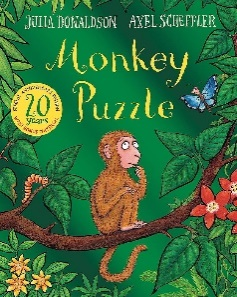 JULIA DONALDSON AXEL SCHEFFLER
Monkey
Puzzle
20
years